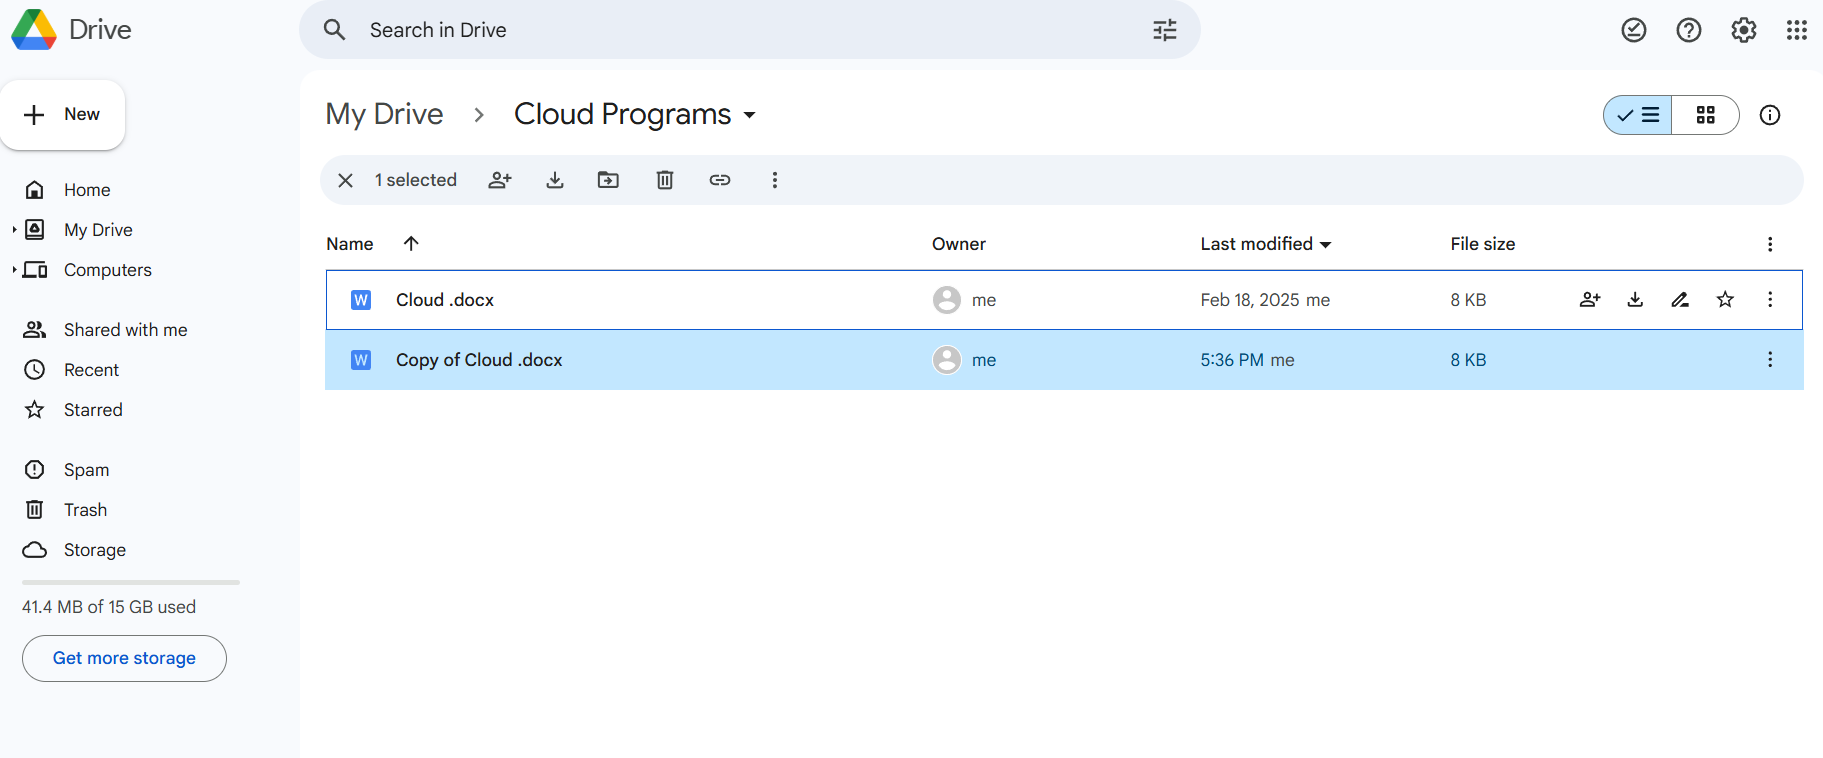 Drive
Search in Drive
New
My Drive > Cloud Programs
1 selected
Home
My Drive
Computers
Shared with me
Recent
Starred
Spam
Trash
Storage
41.4 MB of 15 GB used
Get more storage
Name Owner Last modified File size
W Cloud .docx me Feb 18, 2025 me 8 KB
W Copy of Cloud .docx me 5:36 PM me 8 KB